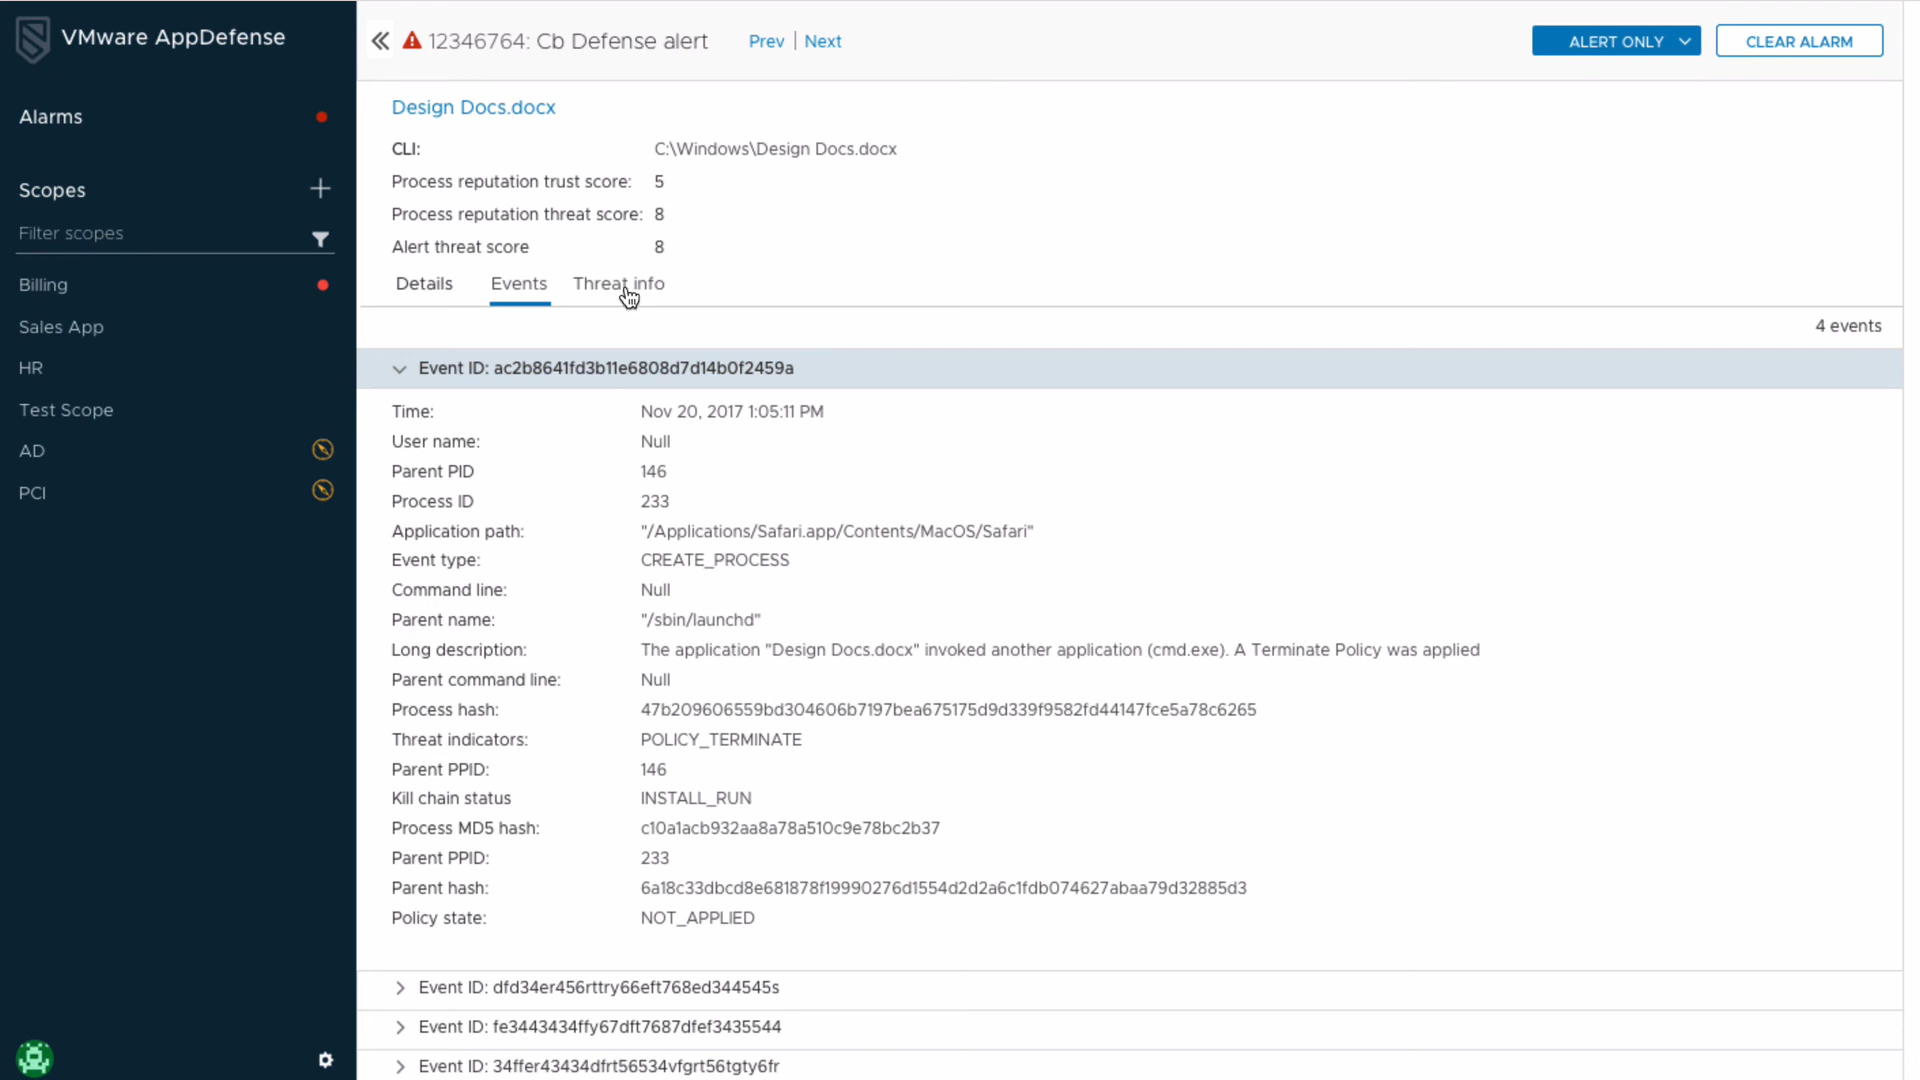 VMware AppDefense
12346764: Cb Defense alert
Prev | Next
ALERT ONLY
CLEAR ALARM
Alarms
Scopes
Filter scopes
Billing
Sales App
HR
Test Scope
AD
PCI
Design Docs.docx
CLI: C:\Windows\Design Docs.docx
Process reputation trust score: 5
Process reputation threat score: 8
Alert threat score 8
Details Events Threat info
4 events
Event ID: ac2b8641fd3b11e6808d7d14b0f2459a
Time: Nov 20, 2017 1:05:11 PM
User name: Null
Parent PID 146
Process ID 233
Application path: "/Applications/Safari.app/Contents/MacOS/Safari"
Event type: CREATE_PROCESS
Command line: Null
Parent name: "/sbin/launchd"
Long description: The application "Design Docs.docx" invoked another application (cmd.exe). A Terminate Policy was applied
Parent command line: Null
Process hash: 47b209606559bd304606b7197bea675175d9d339f9582fd44147fce5a78c6265
Threat indicators: POLICY_TERMINATE
Parent PPID: 146
Kill chain status INSTALL_RUN
Process MD5 hash: c10a1acb932aa8a78a510c9e78bc2b37
Parent PPID: 233
Parent hash: 6a18c33dbcd8e681878f19990276d1554d2d2a6c1fdb074627abaa79d32885d3
Policy state: NOT_APPLIED
Event ID: dfd34er456rttry66eft768ed344545s
Event ID: fe3443434ffy67dft7687dfef3435544
Event ID: 34ffer43434dfrt56534vfgrt56tgty6fr